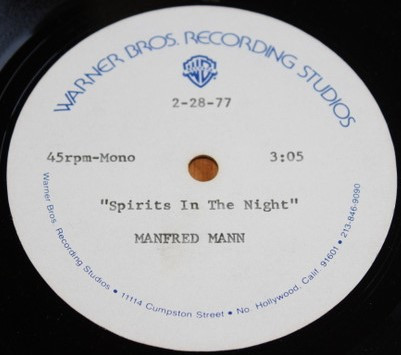 WARNER BROS. RECORDING STUDIOS
2-28-77
45rpm-Mono 3:05
"Spirits In The Night"
MANFRED MANN
Warner Bros. Recording Studios • 11114 Cumpston Street • No. Hollywood, Calif. 91601 • 213-846-9090